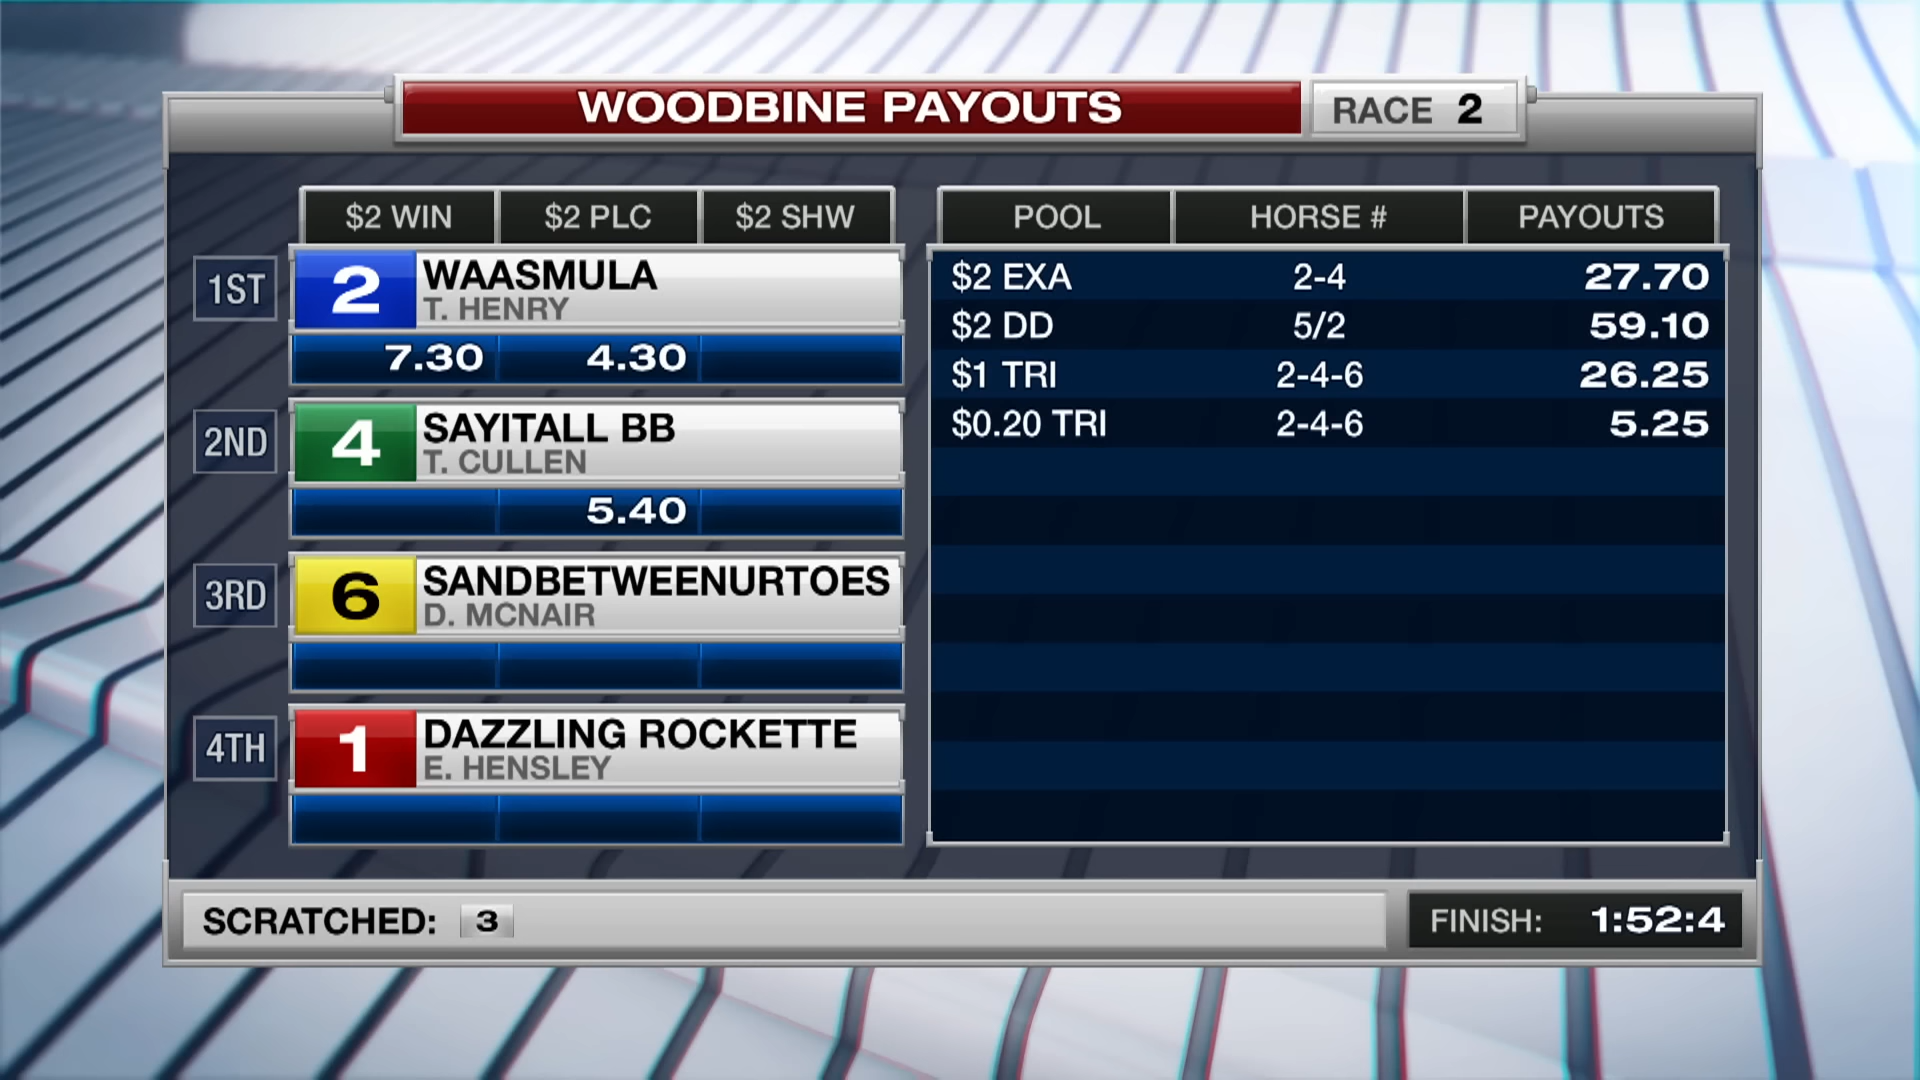 WOODBINE PAYOUTS RACE 2
$2 WIN $2 PLC $2 SHW
1ST 2 WAASMULA
T. HENRY
7.30 4.30
2ND 4 SAYITALL BB
T. CULLEN
5.40
3RD 6 SANDBETWEENURTOES
D. MCNAIR
4TH 1 DAZZLING ROCKETTE
E. HENSLEY
POOL HORSE # PAYOUTS
$2 EXA 2-4 27.70
$2 DD 5/2 59.10
$1 TRI 2-4-6 26.25
$0.20 TRI 2-4-6 5.25
SCRATCHED: 3
FINISH: 1:52:4